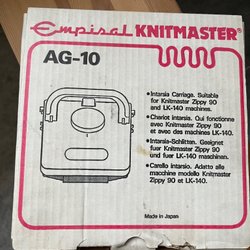 Empisal KNITMASTER®
AG-10
• Intarsia Carriage. Suitable
for Knitmaster Zippy 90
and LK-140 machines.
• Chariot intarsia. Qui fonctionne
avec Knitmaster Zippy 90
et avec des machines LK-140.
• Intarsia-Schlitten. Geeignet
fuer Knitmaster Zippy 90
und fuer LK-140 maschinen.
• Carello intarsio. Adatto alle
macchine modello Knitmaster
Zippy 90 et LK-140.
Made in Japan